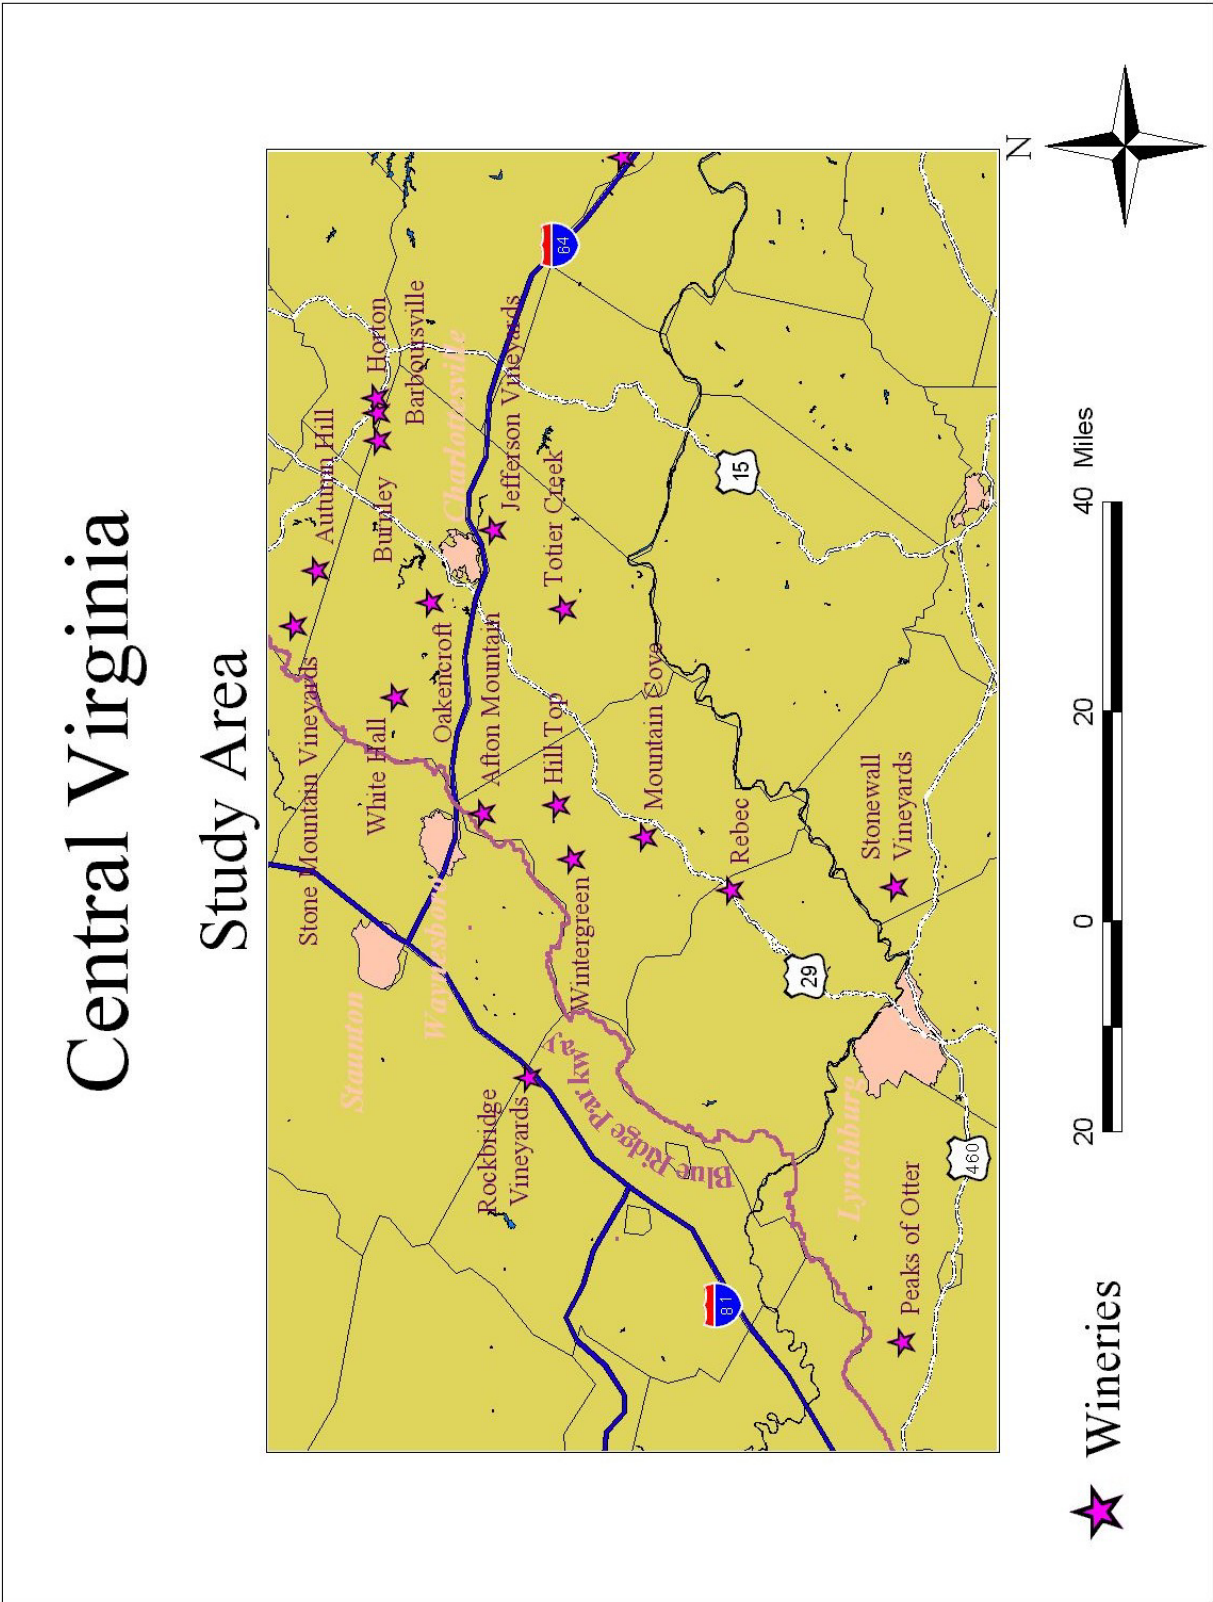 Central Virginia
Study Area
Stone Mountain Vineyards
Autumn Hill
Horton
Barboursville
Burnley
White Hall
Oakencroft
Charlottesville
Staunton
Waynesboro
Afton Mountain
Jefferson Vineyards
64
Rockbridge
Vineyards
Wintergreen
Hill Top
Totier Creek
Blue Ridge Parkway
Mountain Cove
15
81
Rebec
29
Lynchburg
Stonewall
Vineyards
Peaks of Otter
460
N
Wineries
20 0 20 40 Miles